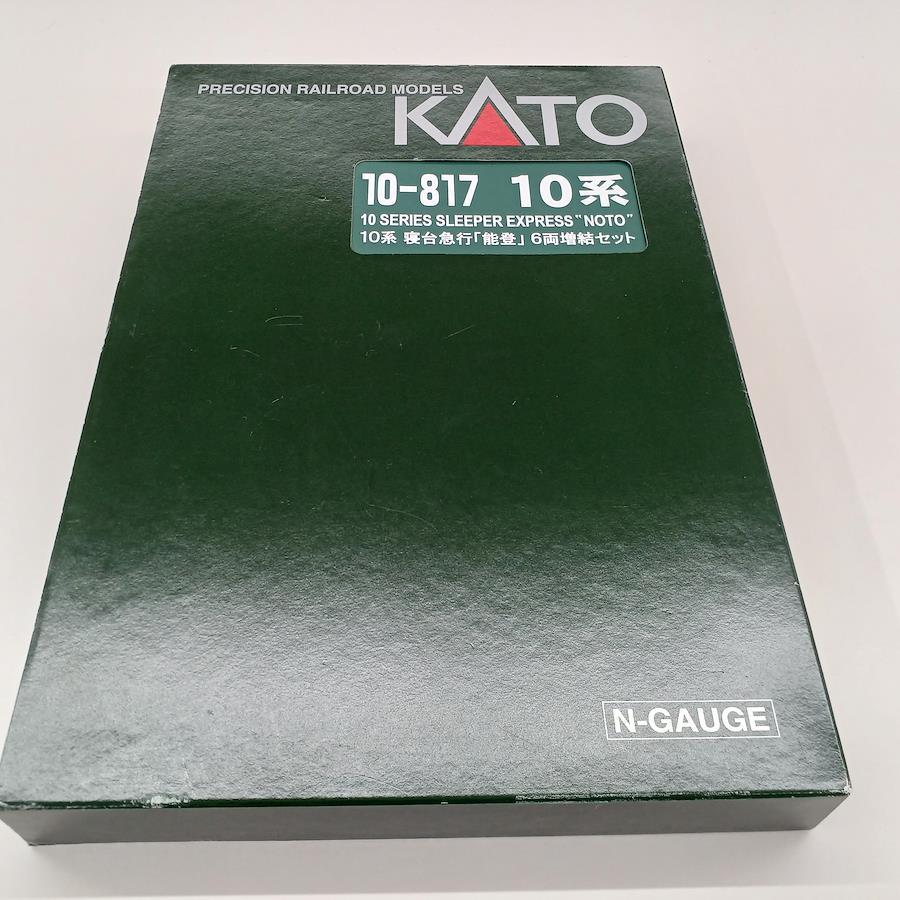 PRECISION RAILROAD MODELS
KATO
10-817 10系
10 SERIES SLEEPER EXPRESS "NOTO"
10系 寝台急行「能登」 6両増結セット
N-GAUGE